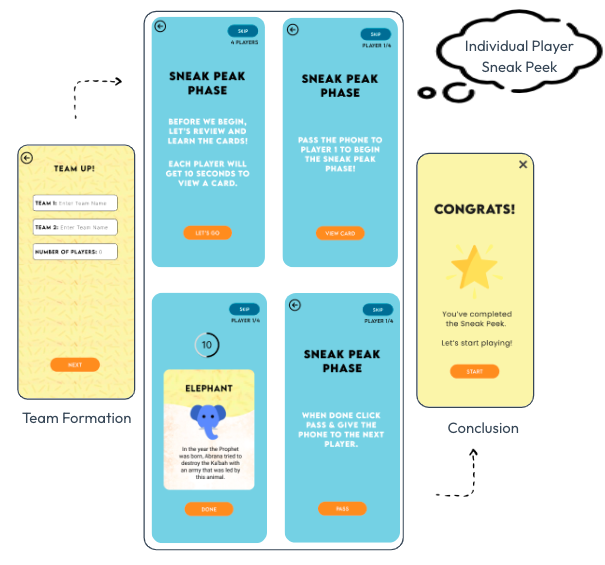 Individual Player
Sneak Peek
TEAM UP!
TEAM 1: Enter Team Name
TEAM 2: Enter Team Name
NUMBER OF PLAYERS: 0
NEXT
Team Formation
SKIP
4 PLAYERS
SNEAK PEAK
PHASE
BEFORE WE BEGIN,
LET'S REVIEW AND
LEARN THE CARDS!
EACH PLAYER WILL
GET 10 SECONDS TO
VIEW A CARD.
LET'S GO
SKIP
PLAYER 1/4
SNEAK PEAK
PHASE
PASS THE PHONE TO
PLAYER 1 TO BEGIN
THE SNEAK PEAK
PHASE!
VIEW CARD
SKIP
PLAYER 1/4
10
ELEPHANT
In the year the Prophet
was born, Abrana tried to
destroy the Ka'bah with
an army that was led by
this animal.
DONE
SKIP
PLAYER 1/4
SNEAK PEAK
PHASE
WHEN DONE CLICK
PASS & GIVE THE
PHONE TO THE NEXT
PLAYER.
PASS
CONGRATS!
You've completed
the Sneak Peek.
Let's start playing!
START
Conclusion